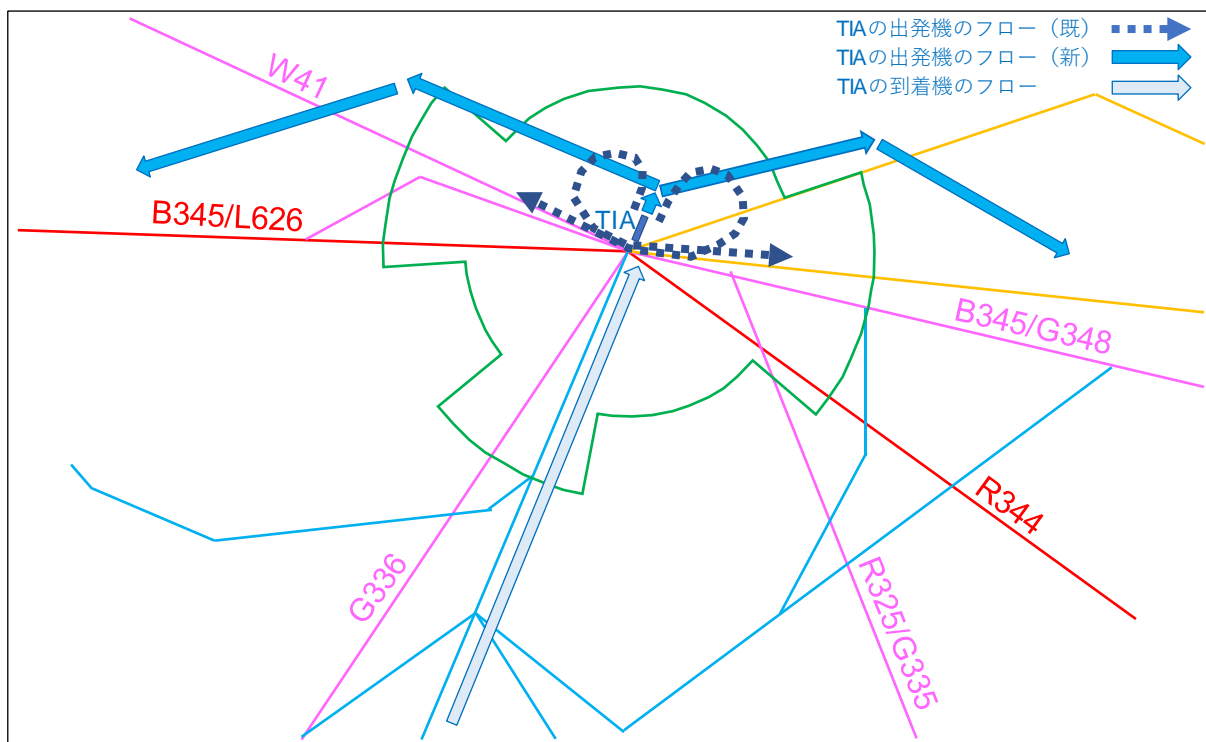 TIAの出発機のフロー（既）
TIAの出発機のフロー（新）
TIAの到着機のフロー
W41
B345/L626
TIA
B345/G348
R344
G336
R325/G335